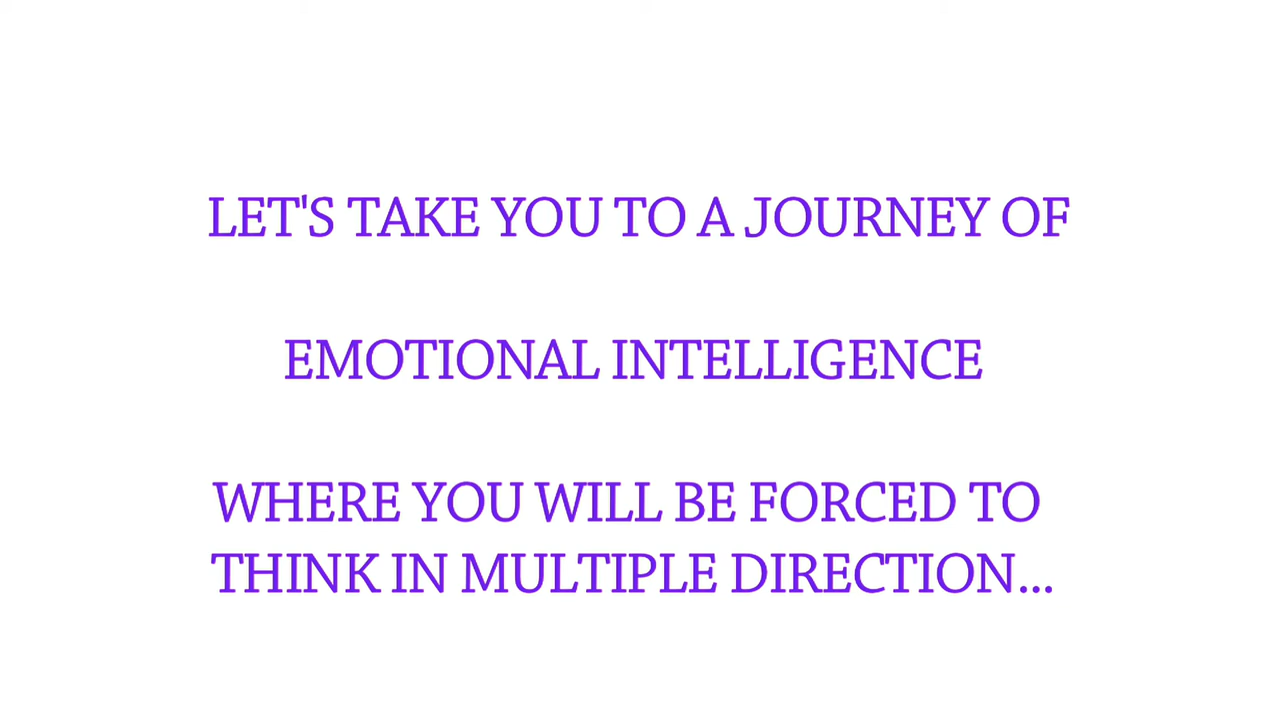 LET'S TAKE YOU TO A JOURNEY OF
EMOTIONAL INTELLIGENCE
WHERE YOU WILL BE FORCED TO
THINK IN MULTIPLE DIRECTION...